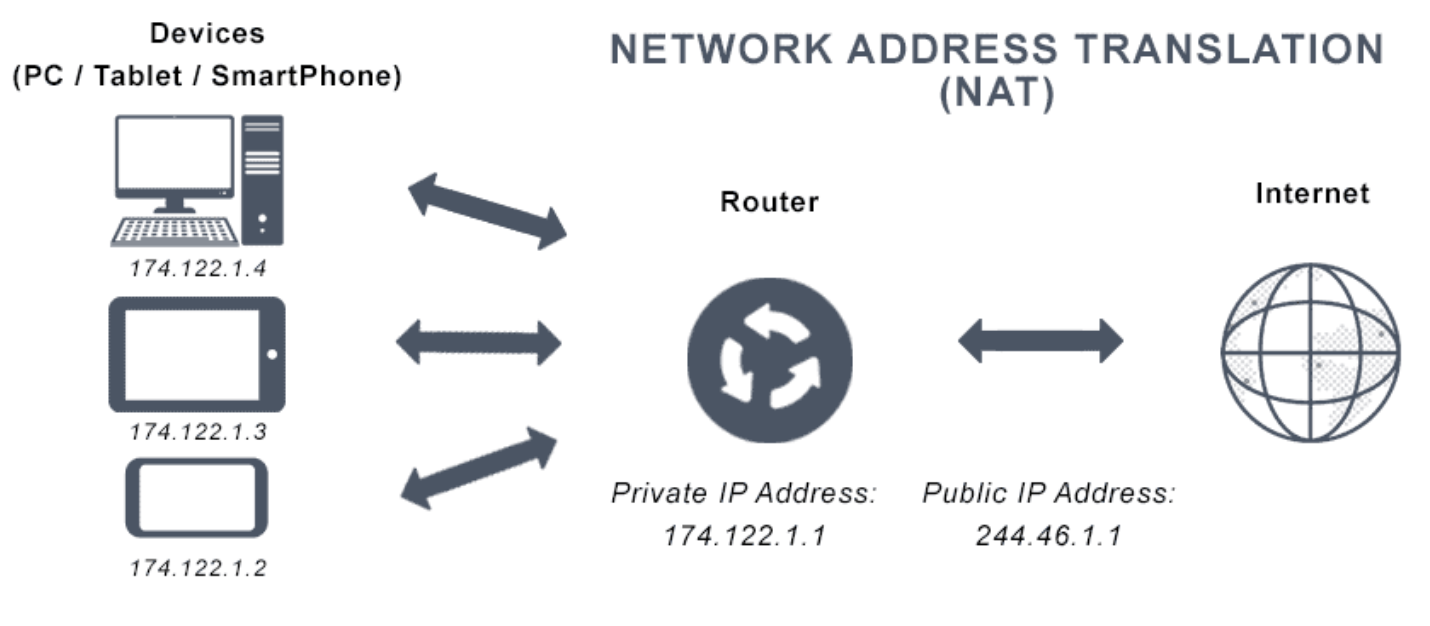 Devices
(PC / Tablet / SmartPhone)
NETWORK ADDRESS TRANSLATION
(NAT)
174.122.1.4
174.122.1.3
174.122.1.2
Router
Private IP Address:
174.122.1.1
Public IP Address:
244.46.1.1
Internet